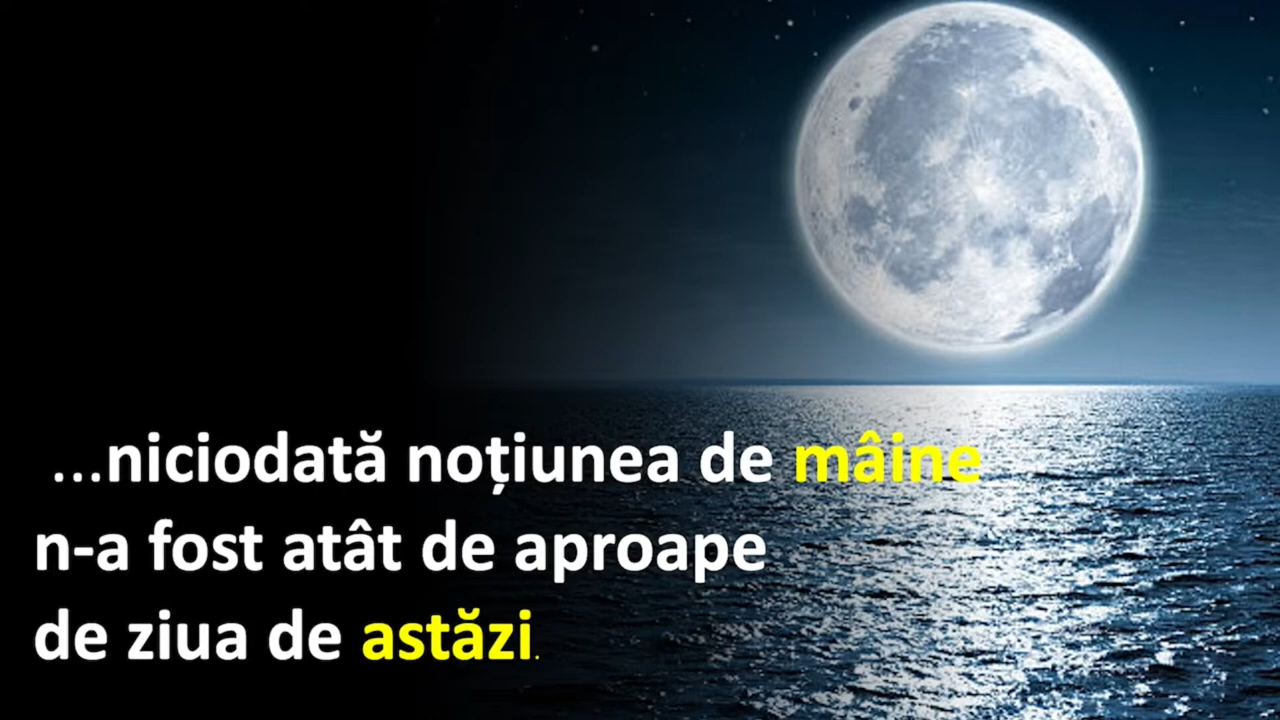 ...niciodată noțiunea de mâine
n-a fost atât de aproape
de ziua de astăzi.